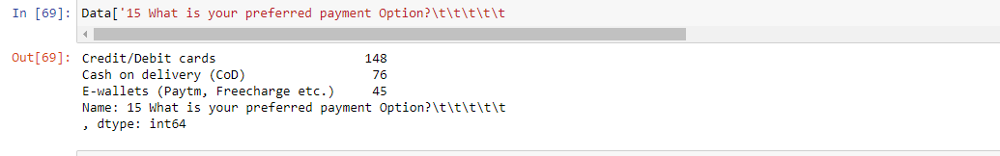 In [69]: Data['15 What is your preferred payment Option?\t\t\t\t\t
Out[69]: Credit/Debit cards 148
Cash on delivery (CoD) 76
E-wallets (Paytm, Freecharge etc.) 45
Name: 15 What is your preferred payment Option?\t\t\t\t\t
, dtype: int64